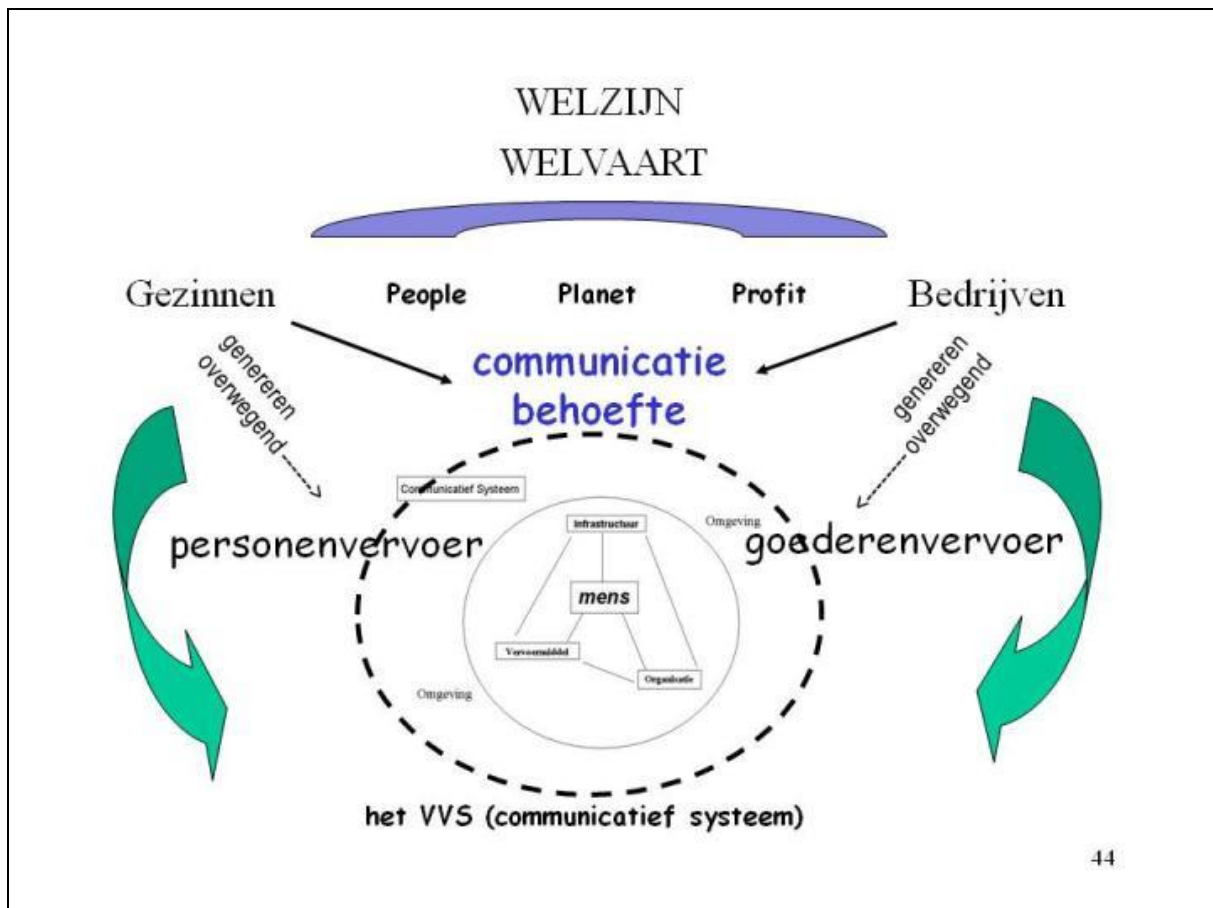 WELZIJN
WELVAART
Gezinnen
People
Planet
Profit
Bedrijven
genereren
overwegend
communicatie
behoefte
genereren
overwegend
Communicatief Systeem
personenvervoer
Infrastructuur
Omgeving
goederenvervoer
mens
Vervoermiddel
Organisatie
Omgeving
het VVS (communicatief systeem)
44